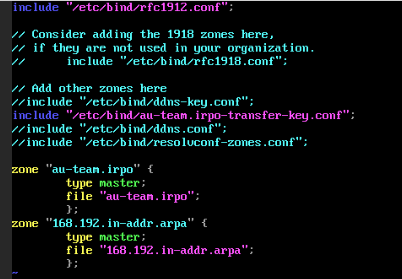 include "/etc/bind/rfc1912.conf";
// Consider adding the 1918 zones here,
// if they are not used in your organization.
//      include "/etc/bind/rfc1918.conf";
// Add other zones here
//include "/etc/bind/ddns-key.conf";
include "/etc/bind/au-team.irpo-transfer-key.conf";
//include "/etc/bind/ddns.conf";
//include "/etc/bind/resolvconf-zones.conf";
zone "au-team.irpo" {
        type master;
        file "au-team.irpo";
        };
zone "168.192.in-addr.arpa" {
        type master;
        file "168.192.in-addr.arpa";
        };
~